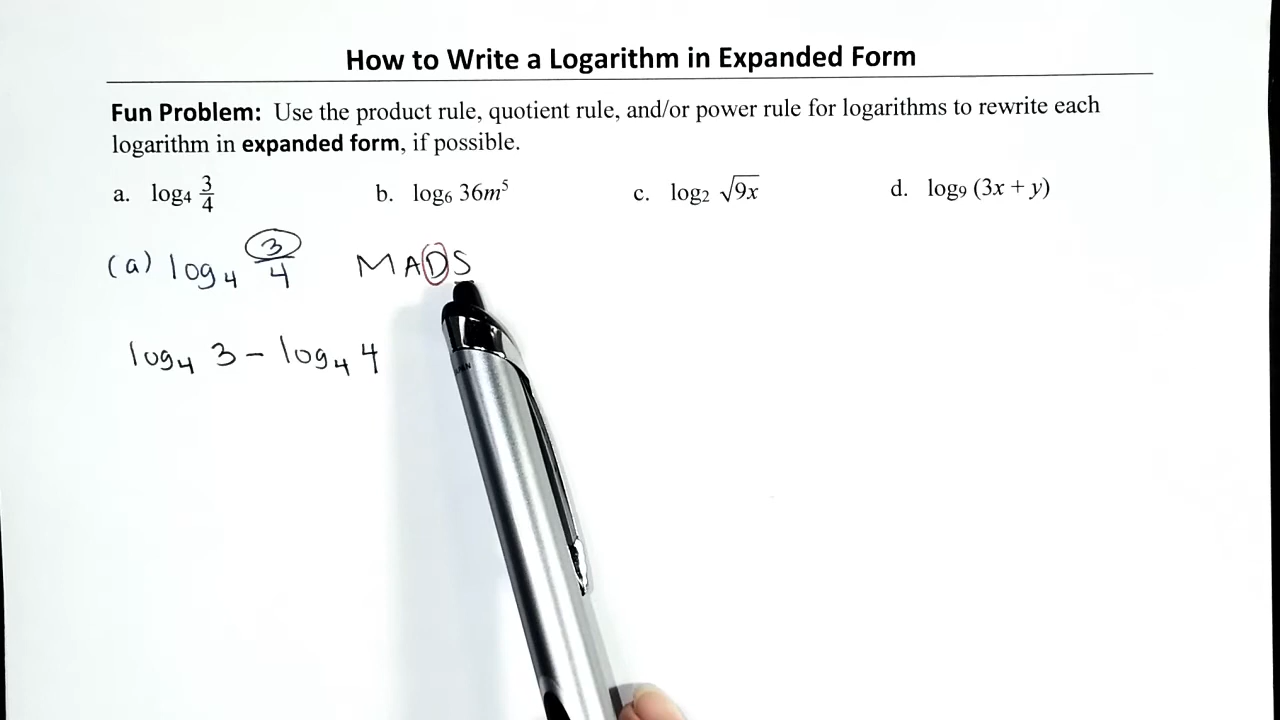 How to Write a Logarithm in Expanded Form
Fun Problem: Use the product rule, quotient rule, and/or power rule for logarithms to rewrite each
logarithm in expanded form, if possible.
a. log₄ 3/4 b. log₆ 36m⁵ c. log₂ √9x d. log₉ (3x + y)
(a) log₄ 3/4 MADS
log₄ 3 − log₄ 4